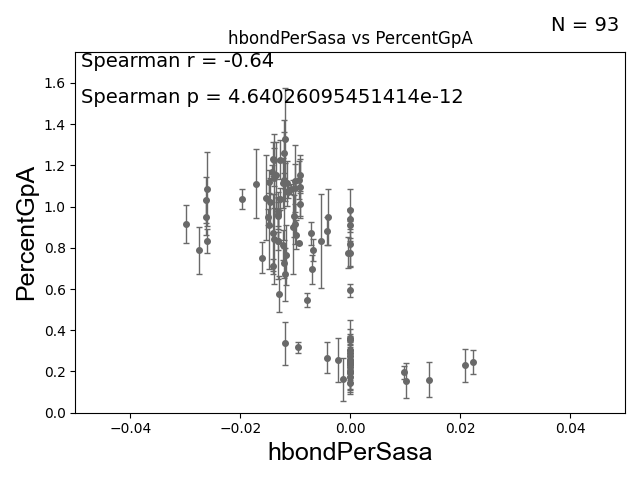 N = 93
hbondPerSasa vs PercentGpA
Spearman r = -0.64
Spearman p = 4.64026095451414e-12
PercentGpA
1.6
1.4
1.2
1.0
0.8
0.6
0.4
0.2
0.0
−0.04
−0.02
0.00
0.02
0.04
hbondPerSasa